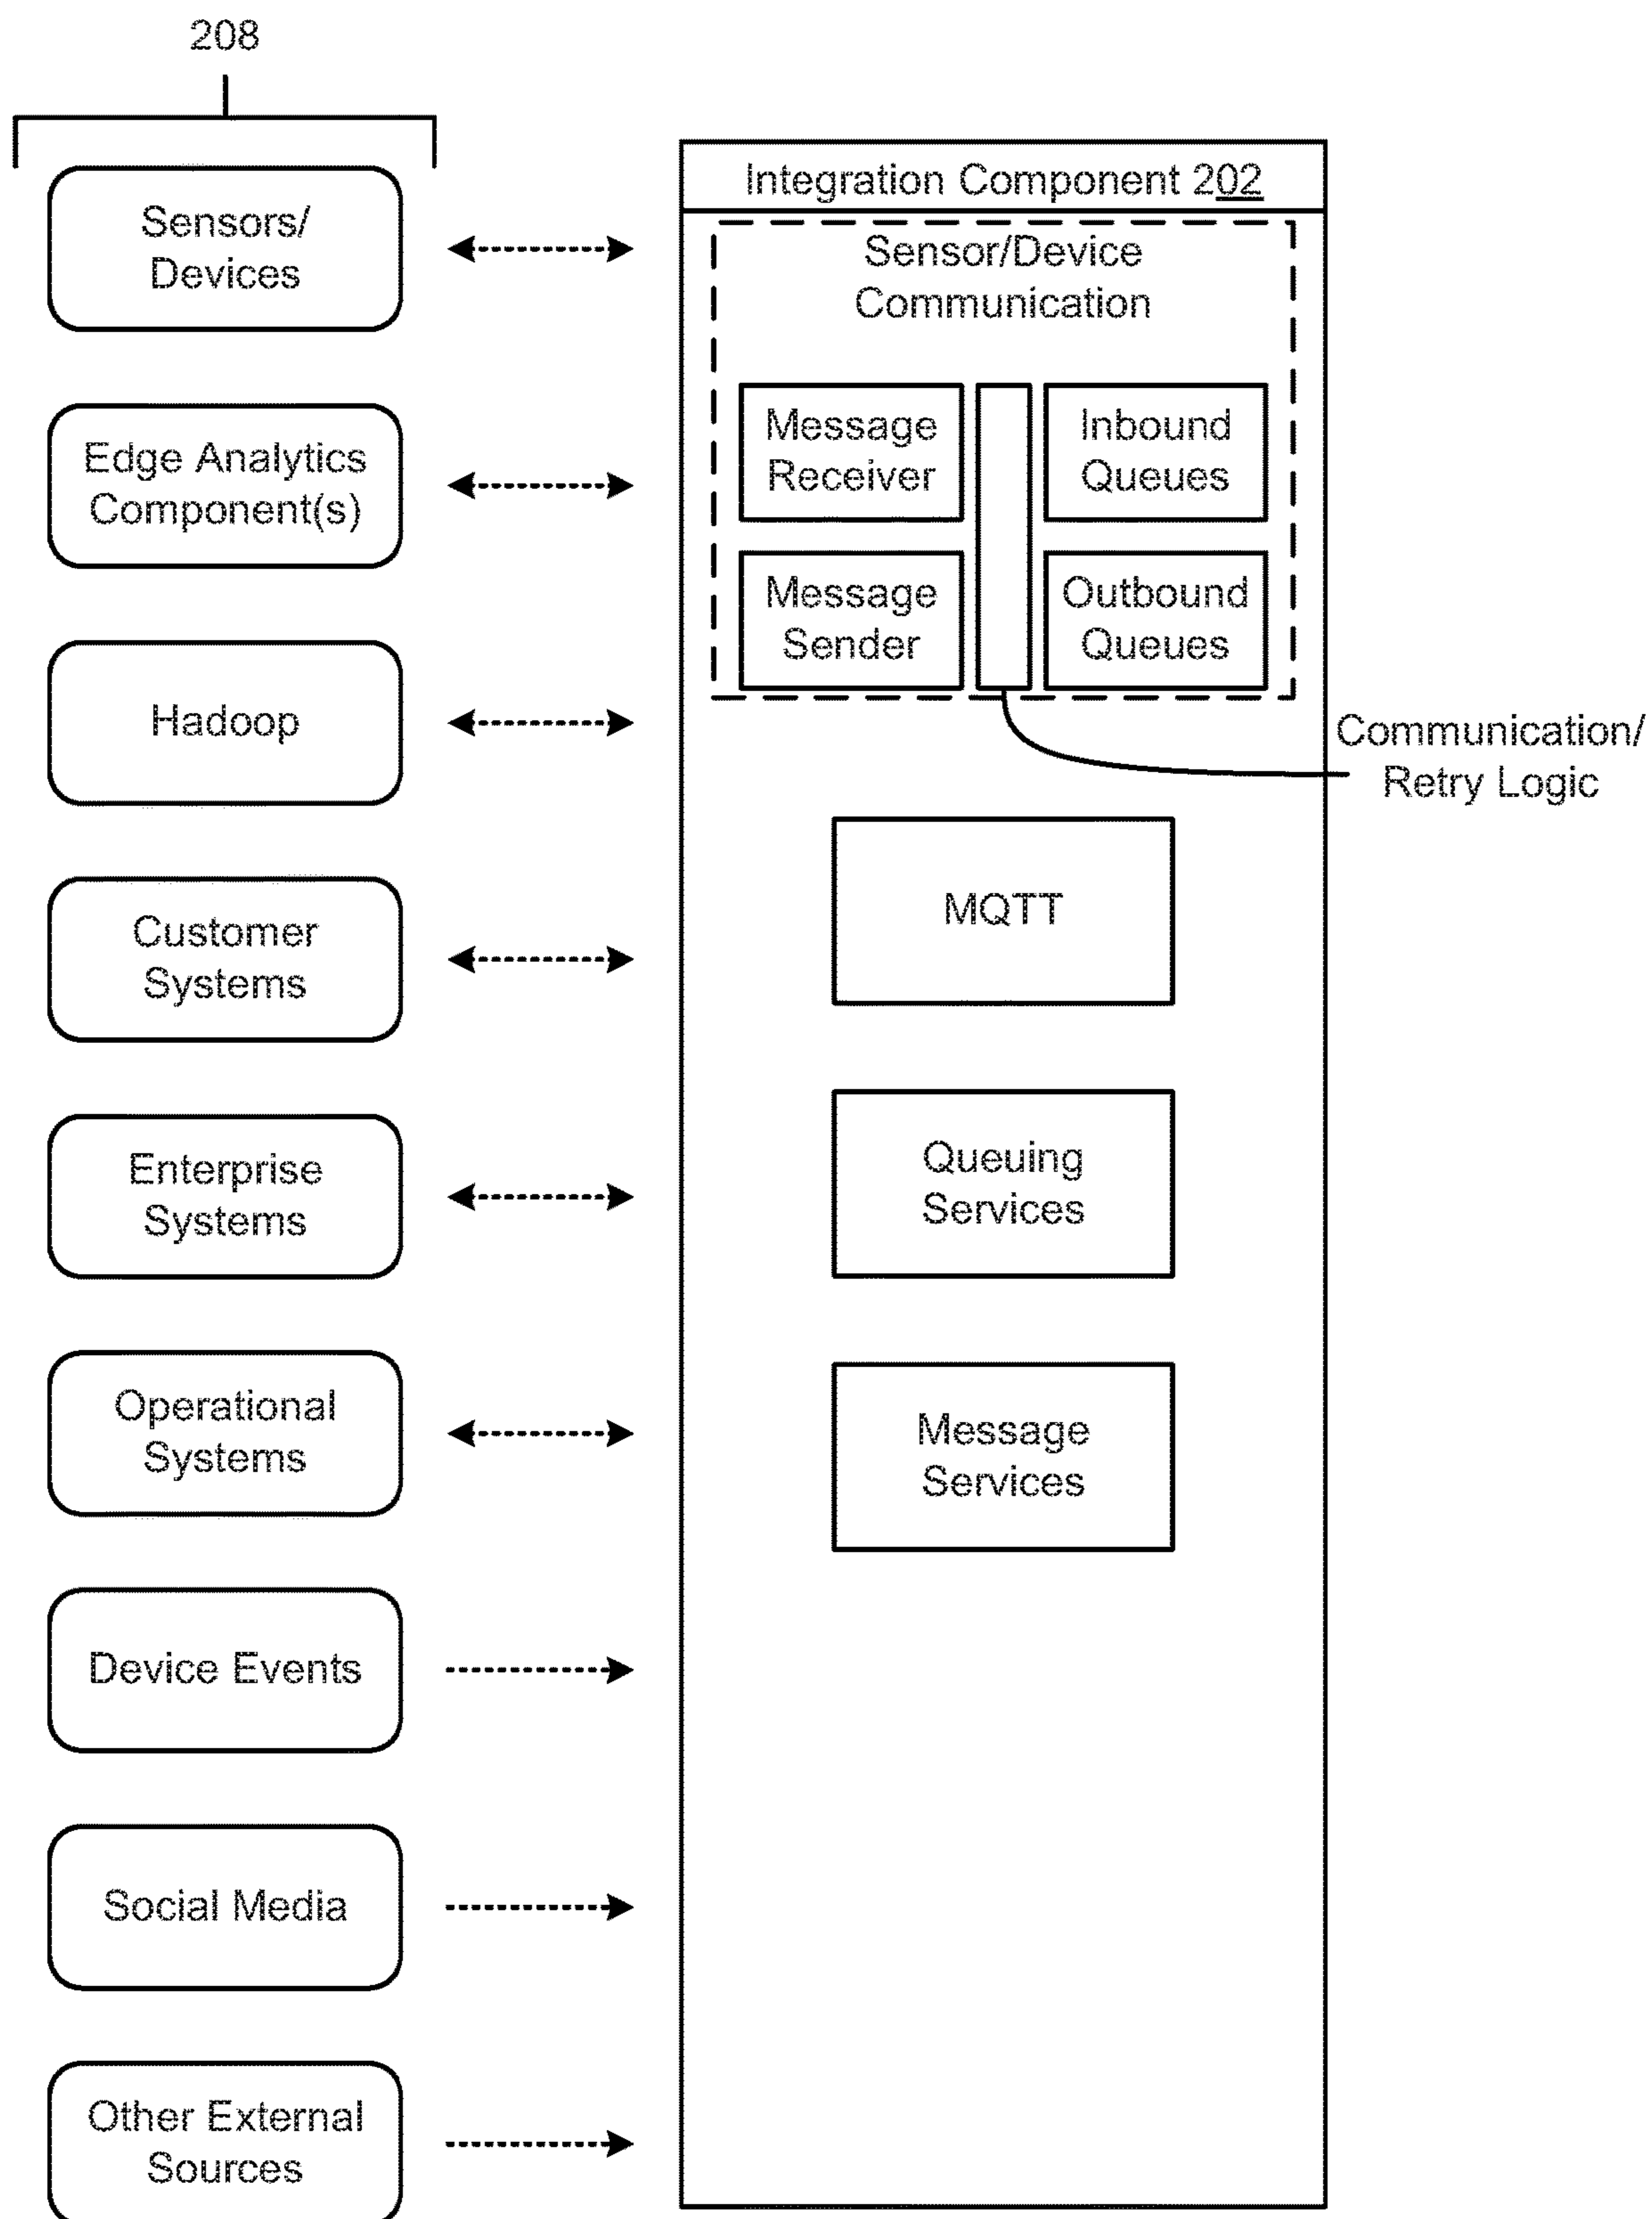 208
Sensors/
Devices
Edge Analytics
Component(s)
Hadoop
Customer
Systems
Enterprise
Systems
Operational
Systems
Device Events
Social Media
Other External
Sources
Integration Component 202
Sensor/Device
Communication
Message
Receiver
Inbound
Queues
Message
Sender
Outbound
Queues
Communication/
Retry Logic
MQTT
Queuing
Services
Message
Services